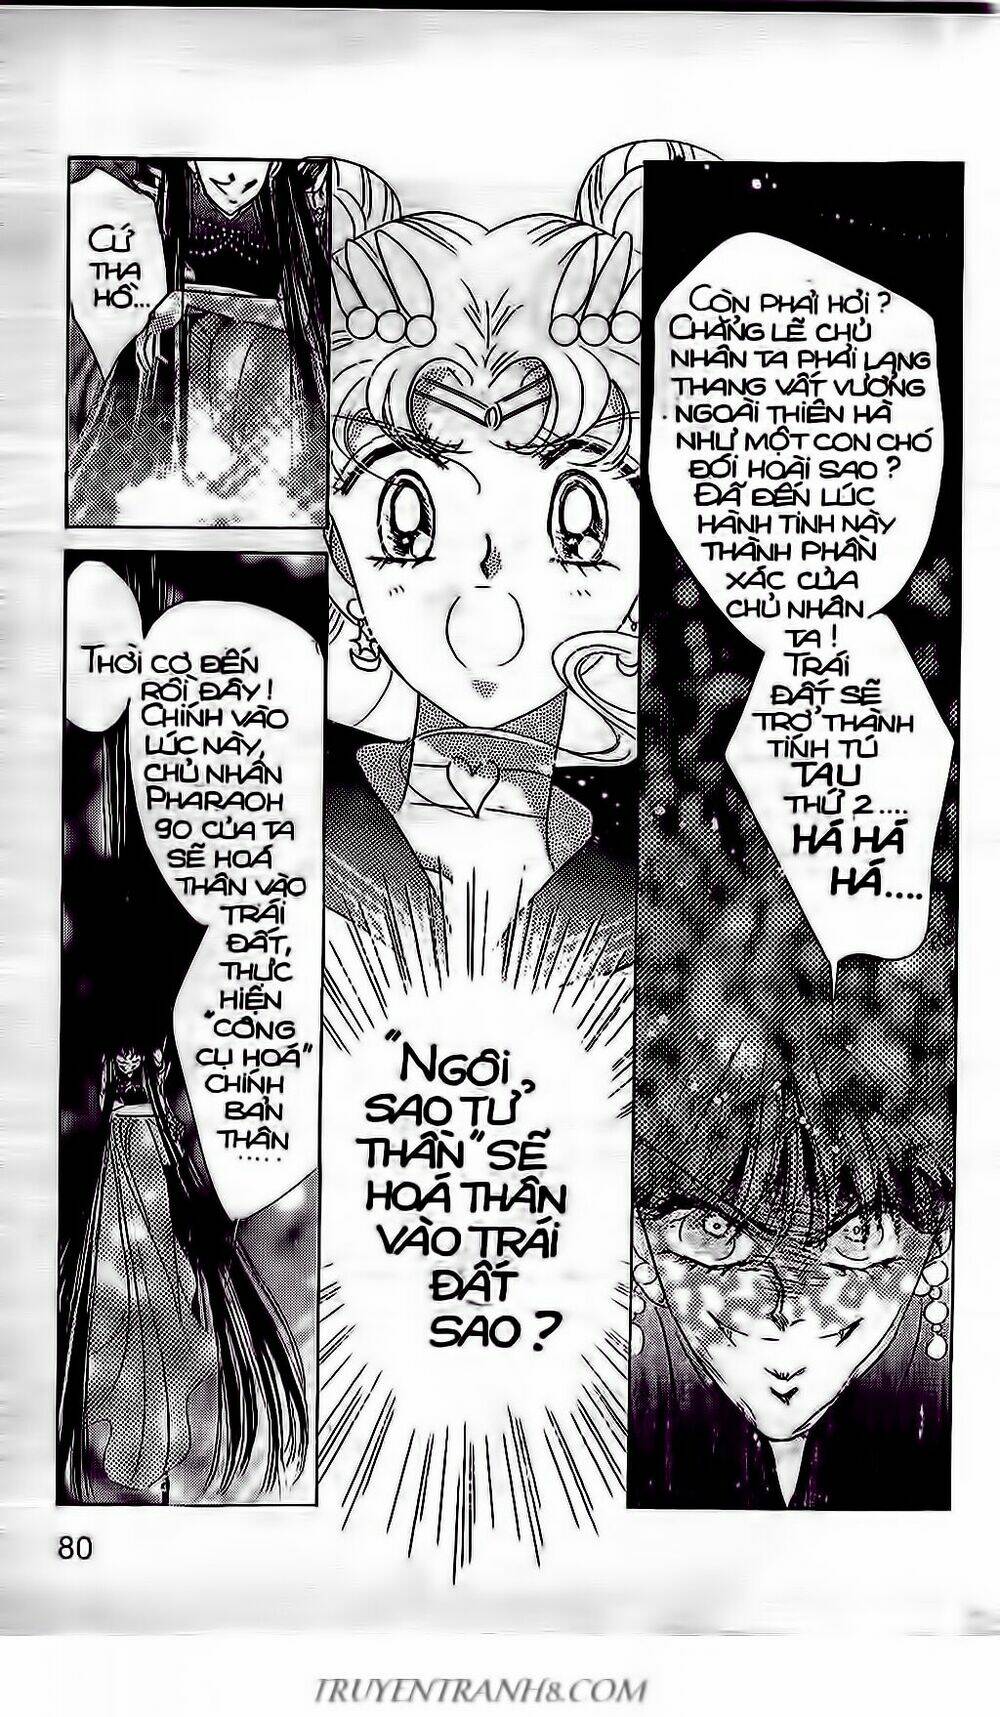 CÒN PHẢI HỎI ?
CHẲNG LẼ CHỦ
NHÂN TA PHẢI LANG
THANG VẤT VƯỞNG
NGOÀI THIÊN HÀ
NHƯ MỘT CON CHÓ
ĐÓI HOÀI SAO ?
ĐÃ ĐẾN LÚC
HÀNH TINH NÀY
THÀNH PHẦN
XÁC CỦA
CHỦ NHÂN
TA !
TRÁI
ĐẤT SẼ
TRỞ THÀNH
TINH TÚ
TAU
THỨ 2....
HÁ HÁ
HÁ.....
"NGÔI
SAO TỬ
THẦN" SẼ
HOÁ THÂN
VÀO TRÁI
ĐẤT
SAO ?
CỨ
THA
HỒ...
THỜI CƠ ĐẾN
RỒI ĐÂY !
CHÍNH VÀO
LÚC NÀY,
CHỦ NHÂN
PHARAOH
90 CỦA TA
SẼ HOÁ
THÂN VÀO
TRÁI
ĐẤT,
THỰC
HIỆN
"CÔNG
CỤ HOÁ"
CHÍNH
BẢN
THÂN
.....
80
TRUYENTRANH8.COM